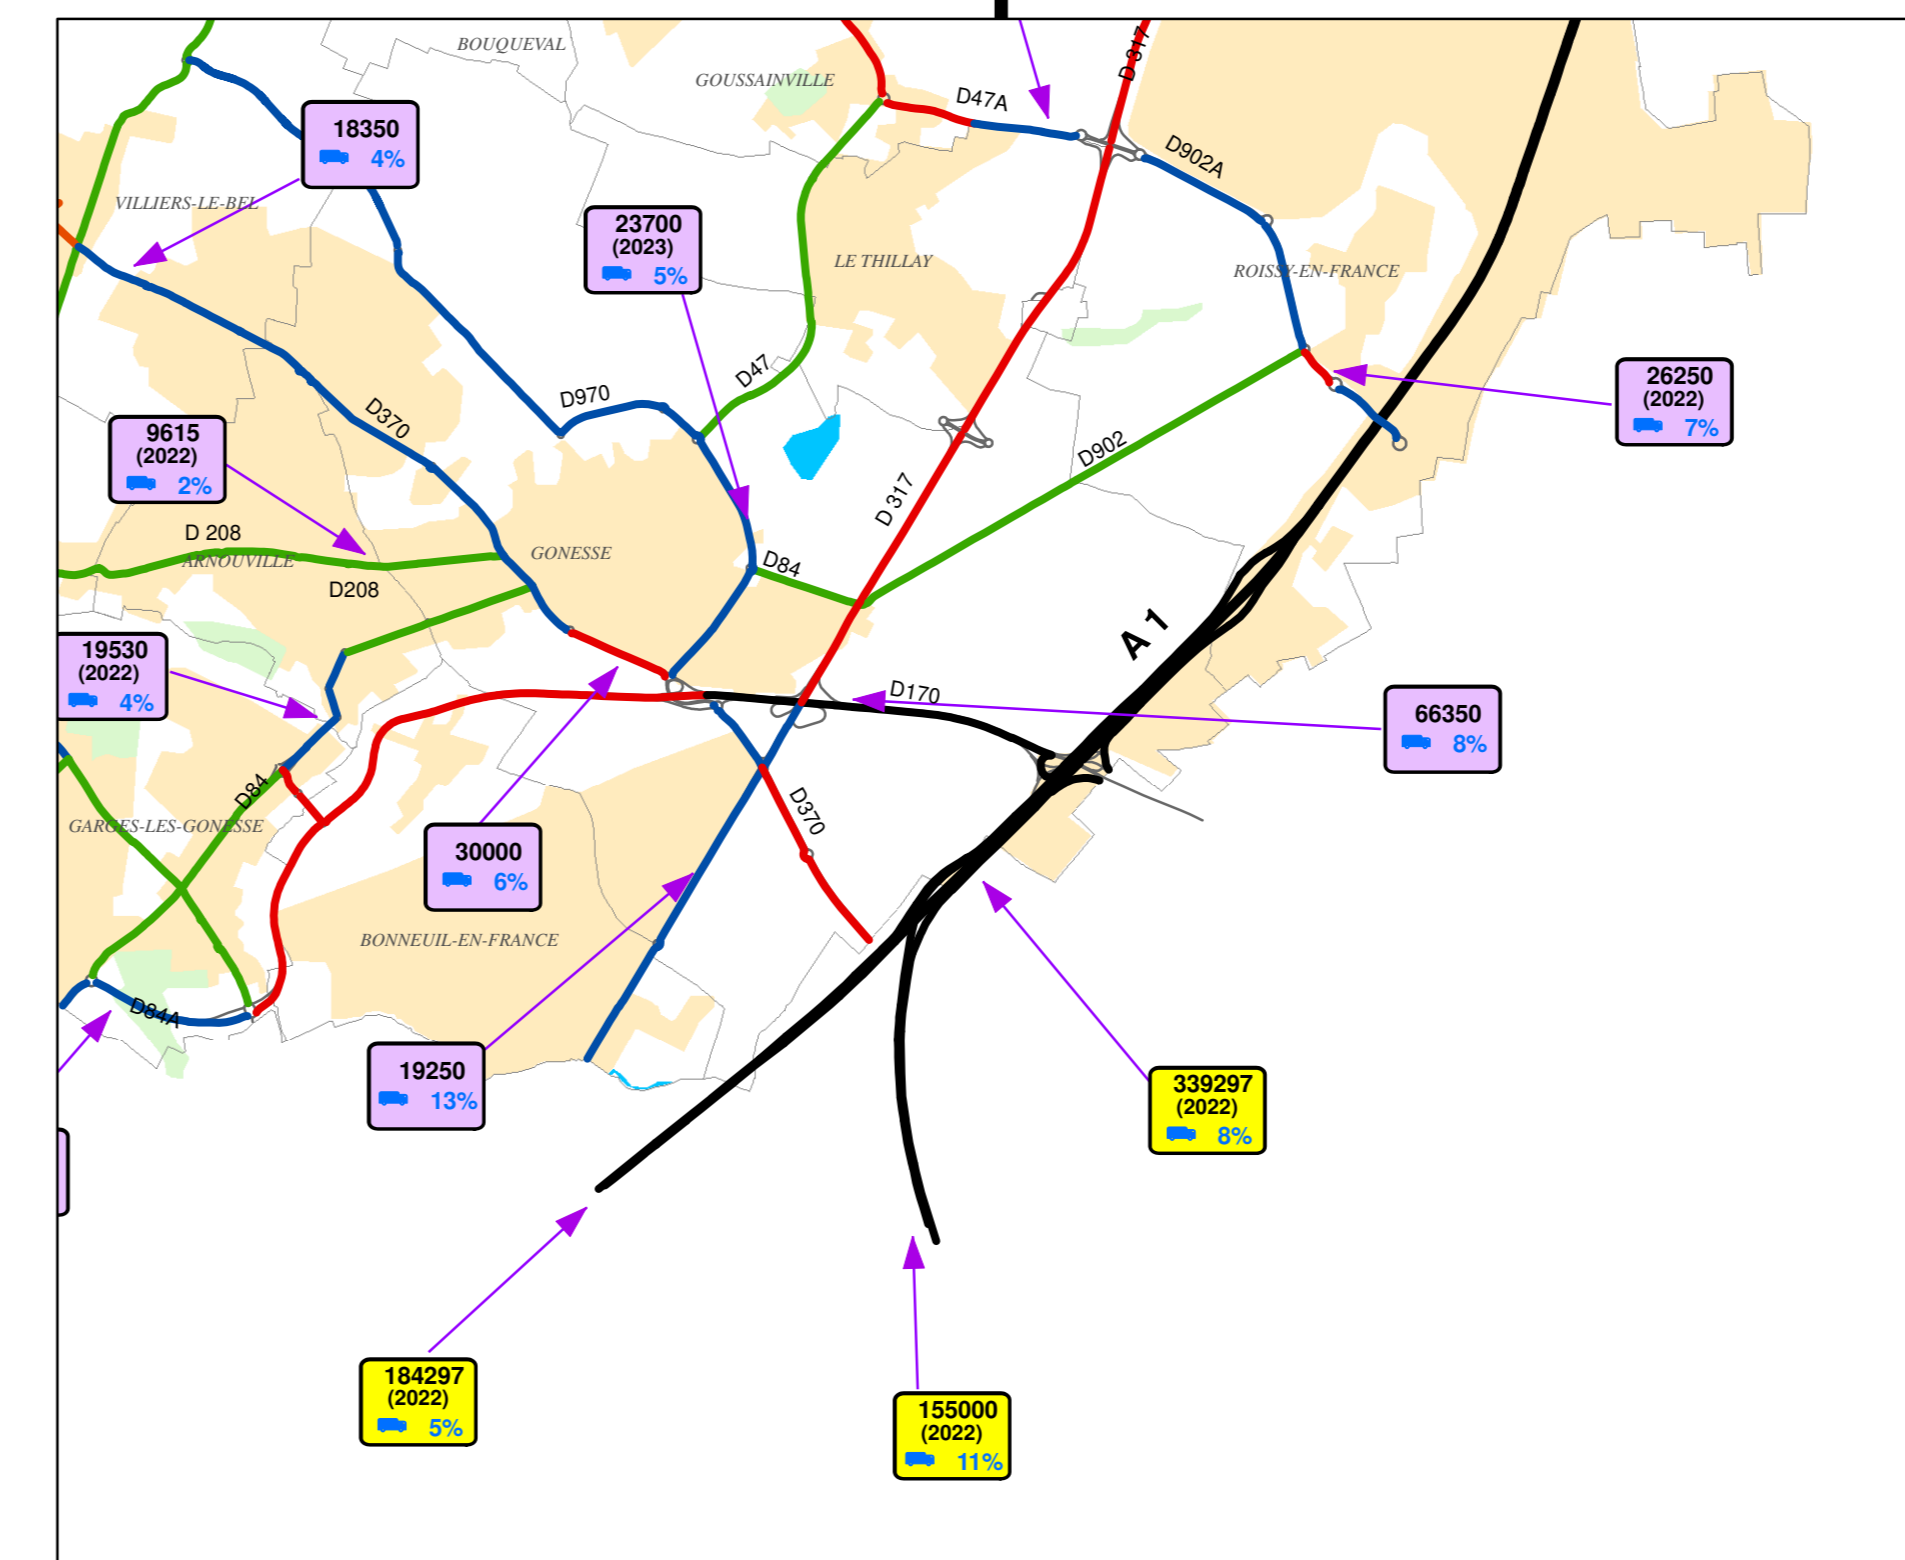 BOUQUEVAL
GOUSSAINVILLE
D 317
D47A
18350
4%
D902A
VILLIERS-LE-BEL
23700
(2023)
5%
LE THILLAY
ROISSY-EN-FRANCE
D47
D970
26250
(2022)
7%
D370
9615
(2022)
2%
D902
D 317
D 208
ARNOUVILLE
GONESSE
D84
D208
A 1
19530
(2022)
4%
D170
66350
8%
D84
D370
GARGES-LES-GONESSE
30000
6%
BONNEUIL-EN-FRANCE
D84A
19250
13%
339297
(2022)
8%
184297
(2022)
5%
155000
(2022)
11%